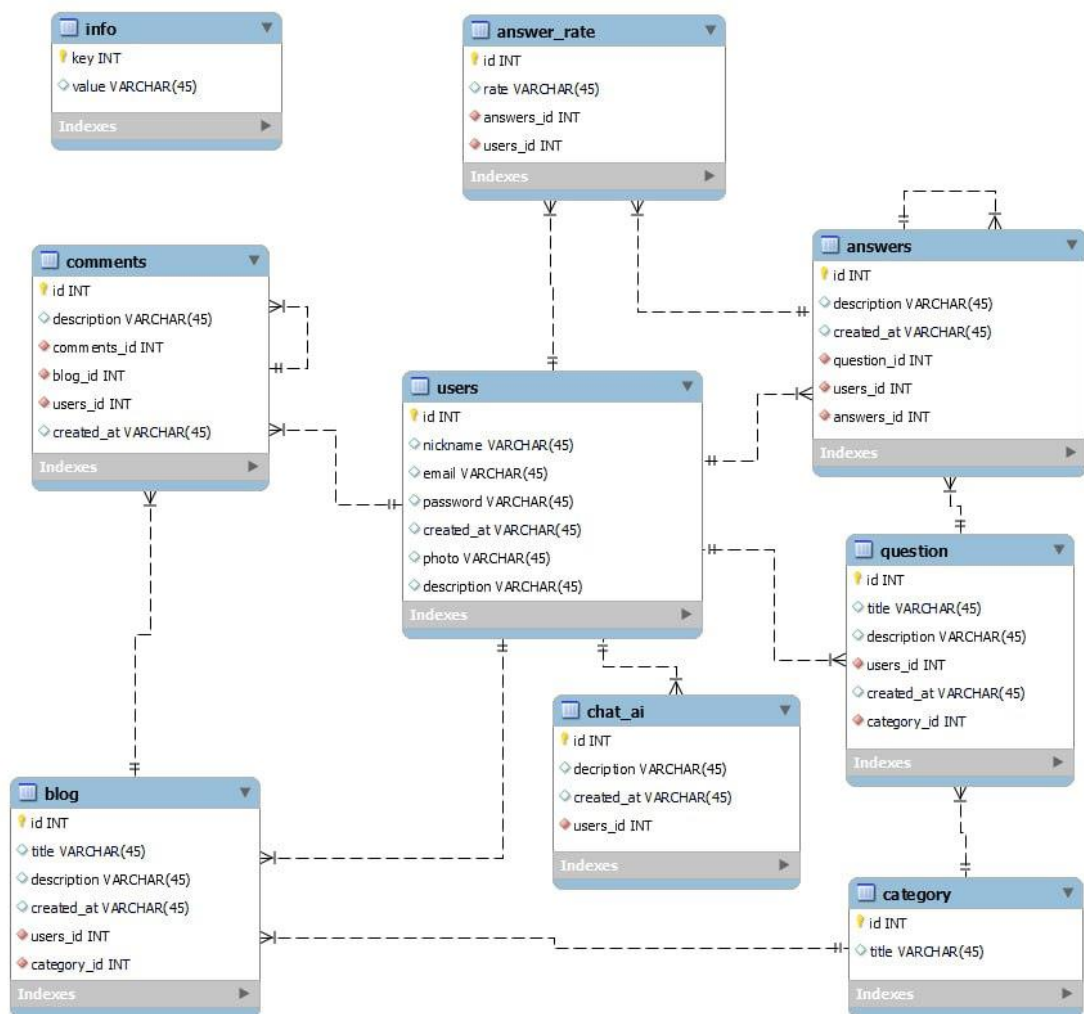 info
key INT
value VARCHAR(45)
Indexes
answer_rate
id INT
rate VARCHAR(45)
answers_id INT
users_id INT
Indexes
comments
id INT
description VARCHAR(45)
comments_id INT
blog_id INT
users_id INT
created_at VARCHAR(45)
Indexes
users
id INT
nickname VARCHAR(45)
email VARCHAR(45)
password VARCHAR(45)
created_at VARCHAR(45)
photo VARCHAR(45)
description VARCHAR(45)
Indexes
answers
id INT
description VARCHAR(45)
created_at VARCHAR(45)
question_id INT
users_id INT
answers_id INT
Indexes
question
id INT
title VARCHAR(45)
description VARCHAR(45)
users_id INT
created_at VARCHAR(45)
category_id INT
Indexes
chat_ai
id INT
decription VARCHAR(45)
created_at VARCHAR(45)
users_id INT
Indexes
blog
id INT
title VARCHAR(45)
description VARCHAR(45)
created_at VARCHAR(45)
users_id INT
category_id INT
Indexes
category
id INT
title VARCHAR(45)
Indexes